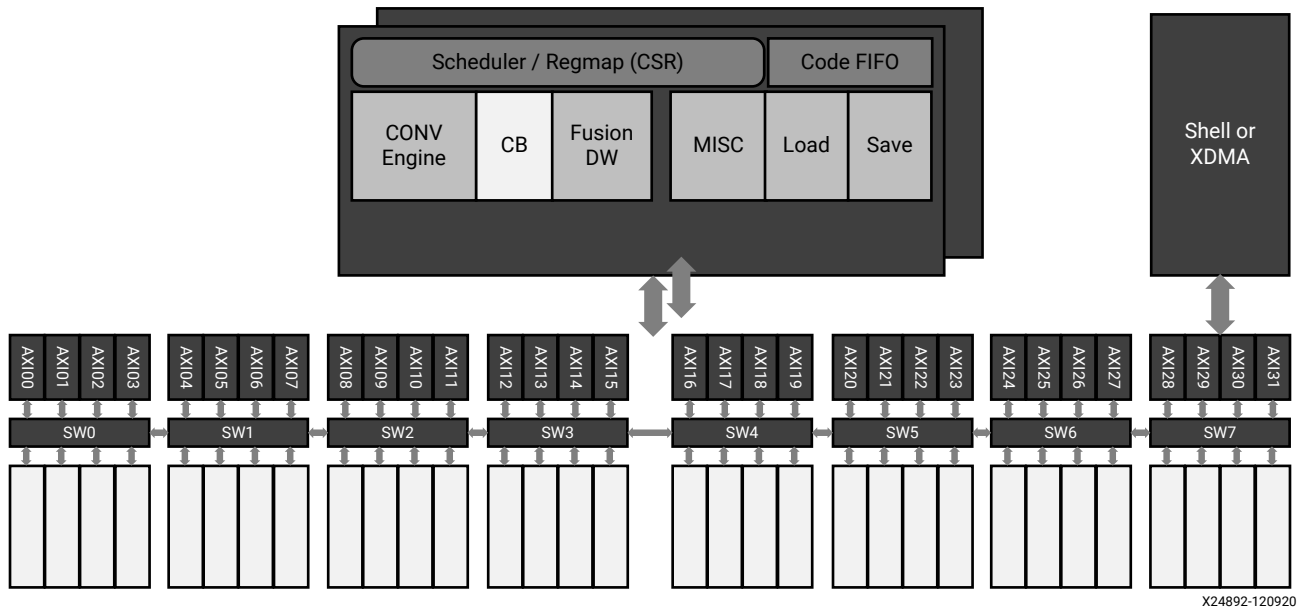 Scheduler / Regmap (CSR)
Code FIFO
CONV
Engine
CB
Fusion
DW
MISC
Load
Save
Shell or
XDMA
AXI00
AXI01
AXI02
AXI03
AXI04
AXI05
AXI06
AXI07
AXI08
AXI09
AXI10
AXI11
AXI12
AXI13
AXI14
AXI15
AXI16
AXI17
AXI18
AXI19
AXI20
AXI21
AXI22
AXI23
AXI24
AXI25
AXI26
AXI27
AXI28
AXI29
AXI30
AXI31
SW0
SW1
SW2
SW3
SW4
SW5
SW6
SW7
X24892-120920